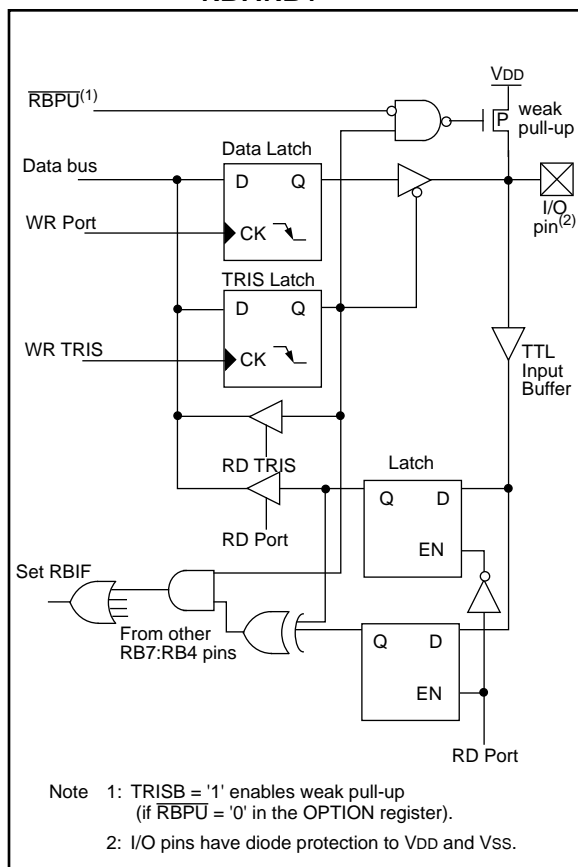 VDD
RBPU(1)
P
weak
pull-up
Data Latch
Data bus
D Q
WR Port
CK
I/O
pin(2)
TRIS Latch
D Q
WR TRIS
CK
TTL
Input
Buffer
RD TRIS
Latch
Q D
RD Port
EN
Set RBIF
From other
RB7:RB4 pins
Q D
EN
RD Port
Note 1: TRISB = '1' enables weak pull-up
(if RBPU = '0' in the OPTION register).
2: I/O pins have diode protection to VDD and VSS.